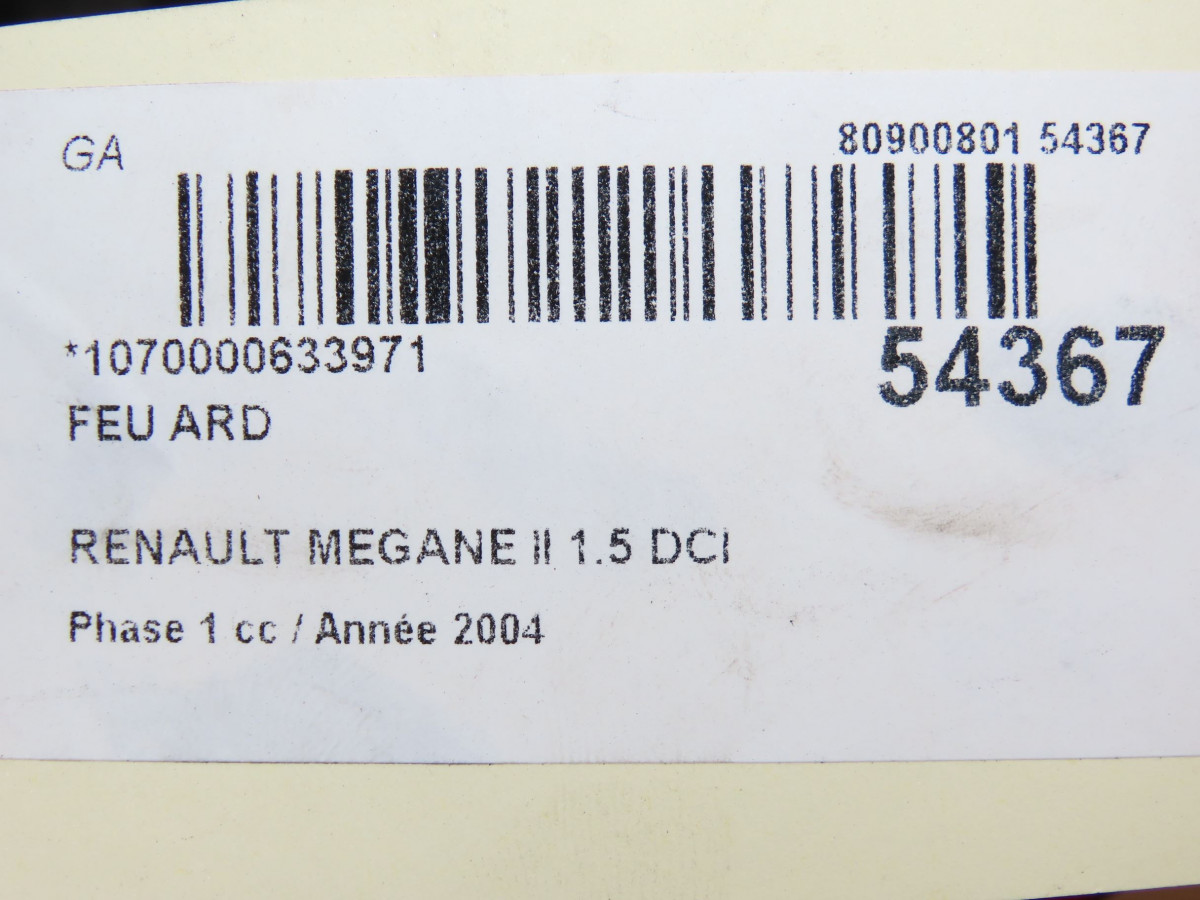 GA
80900801 54367
*1070000633971
54367
FEU ARD
RENAULT MEGANE II 1.5 DCI
Phase 1 cc / Année 2004